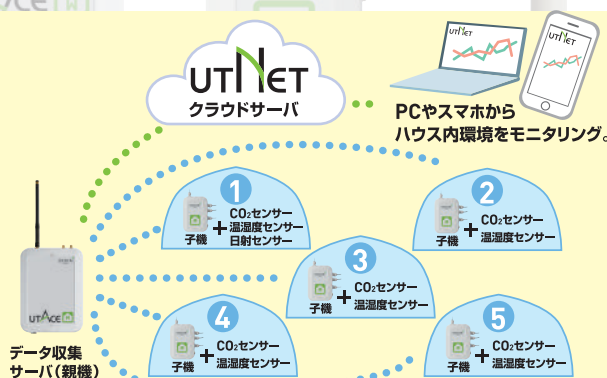 UTNET
クラウドサーバ
UTNET
UTNET
PCやスマホから
ハウス内環境をモニタリング。
1
子機
+
CO₂センサー
温湿度センサー
日射センサー
2
子機
+
CO₂センサー
温湿度センサー
3
子機
+
CO₂センサー
温湿度センサー
4
子機
+
CO₂センサー
温湿度センサー
5
子機
+
CO₂センサー
温湿度センサー
UTACE
データ収集
サーバ（親機）